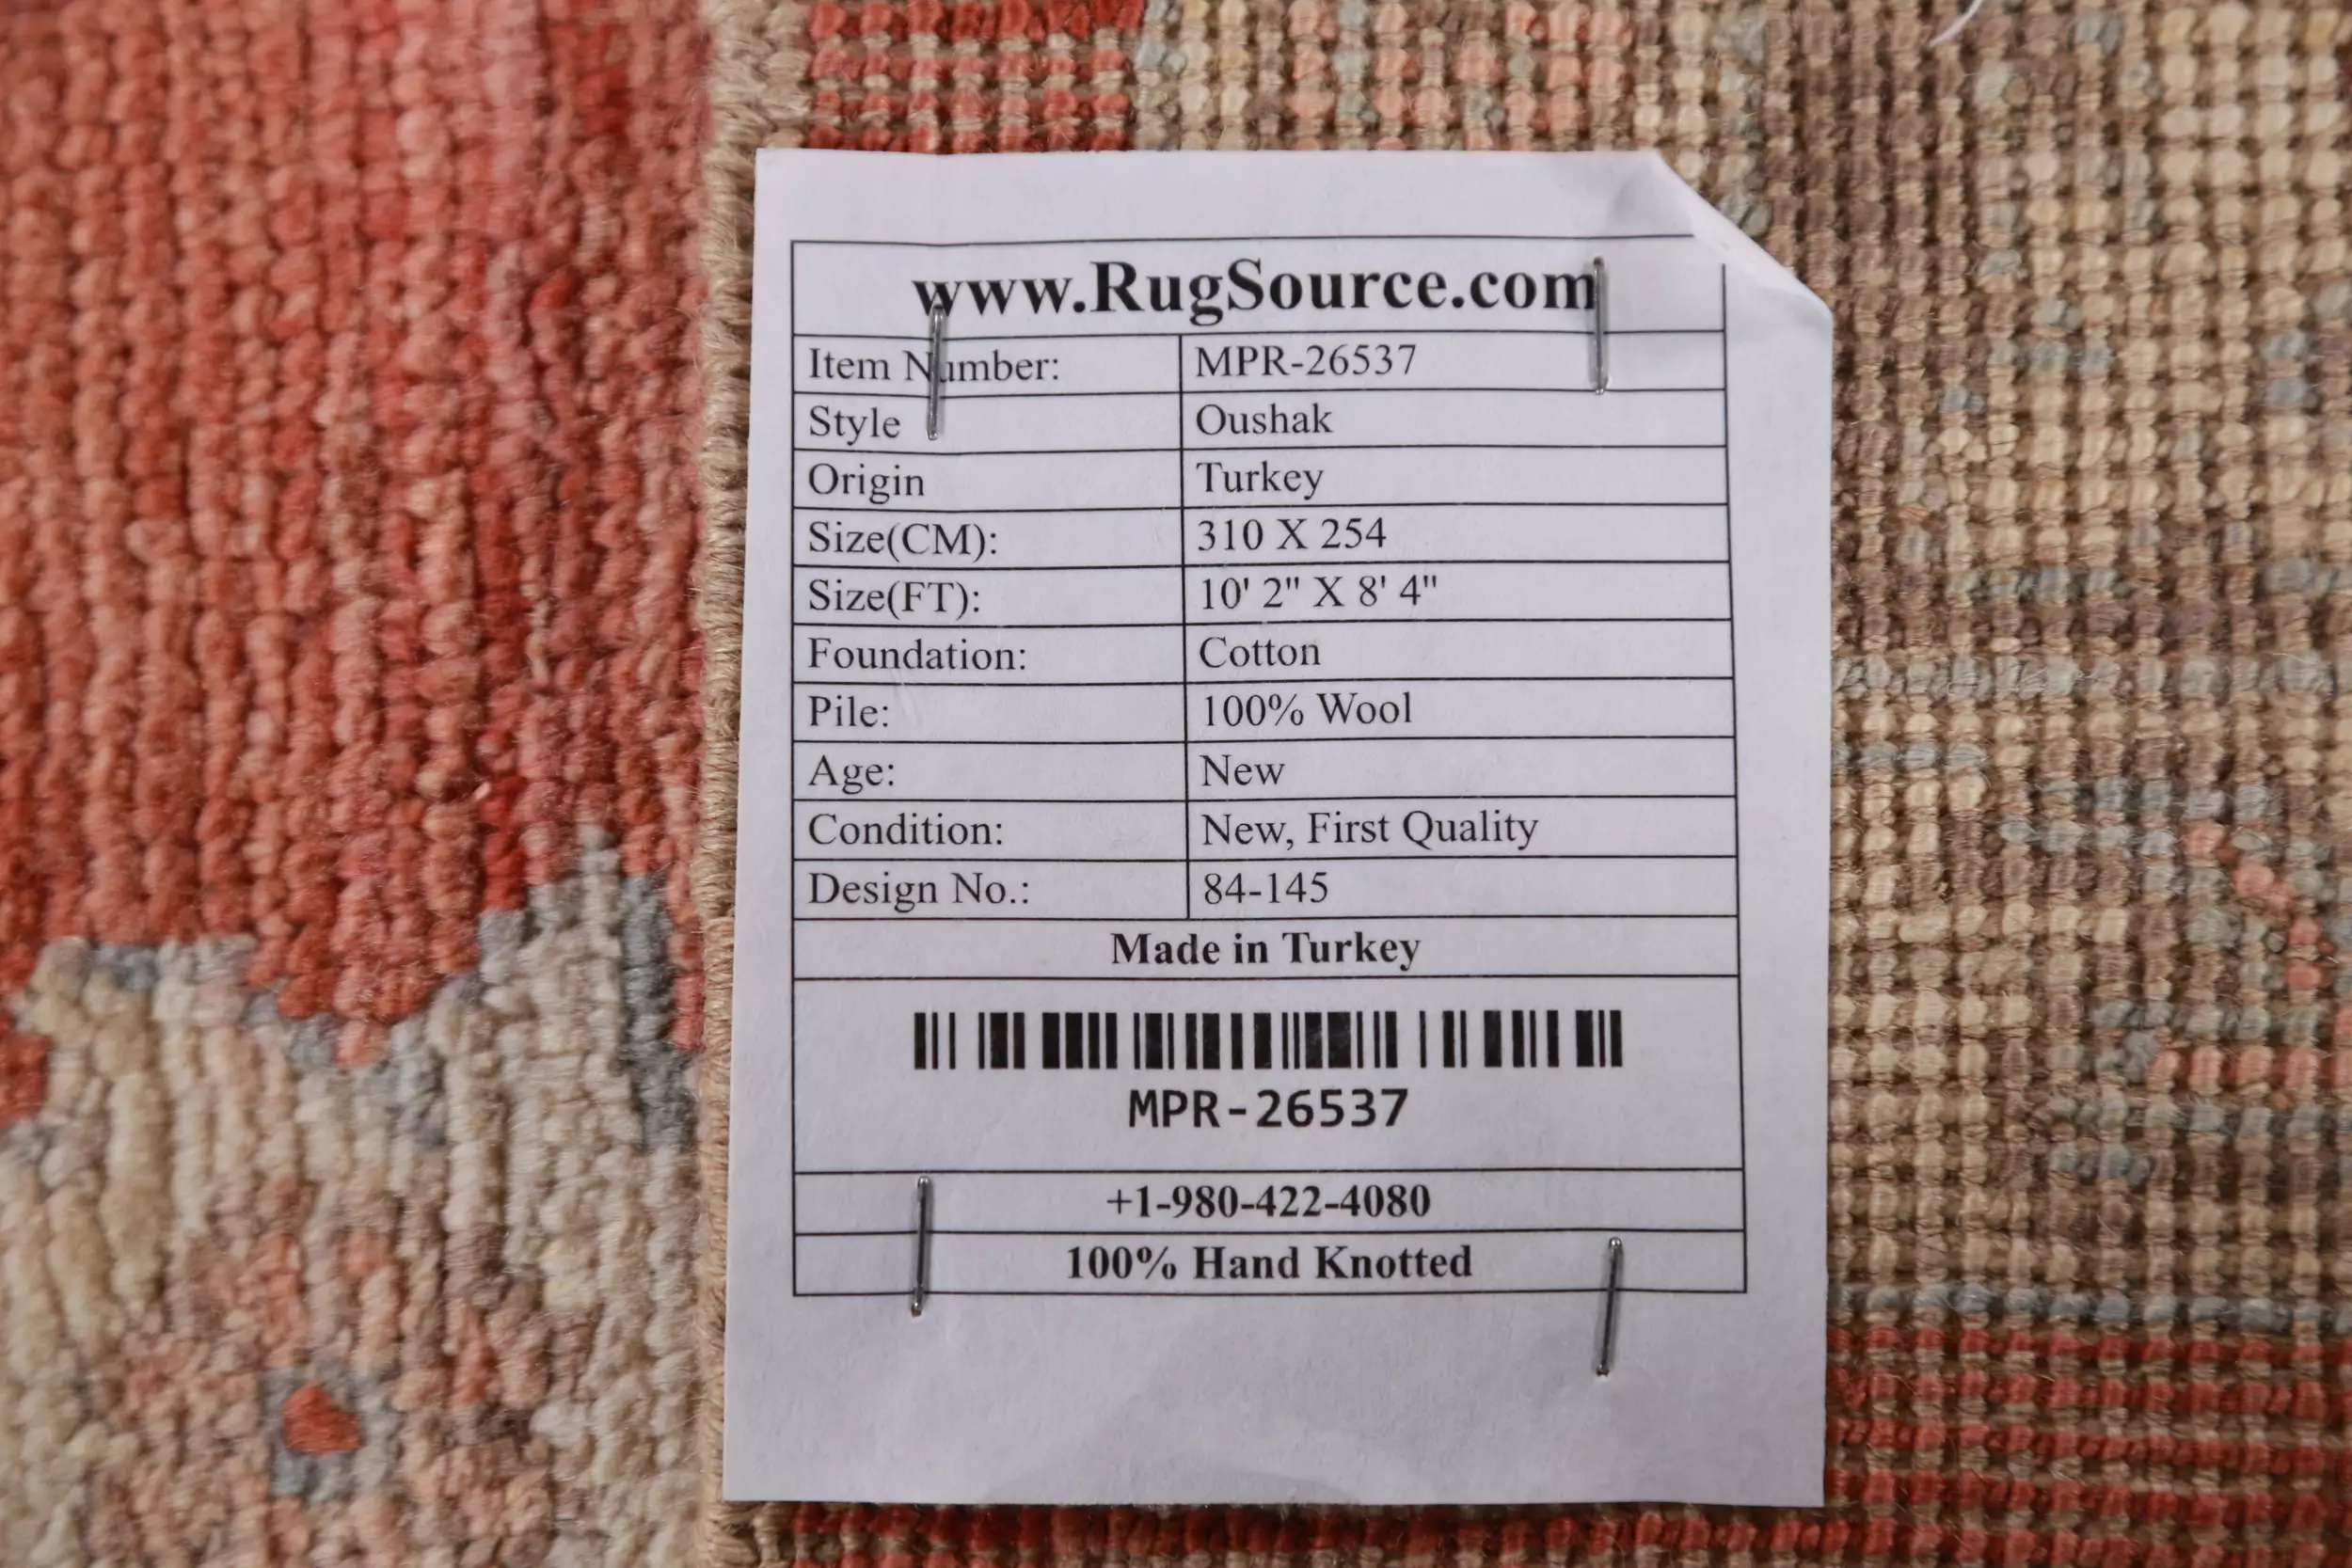 www.RugSource.com
Item Number: MPR-26537
Style Oushak
Origin Turkey
Size(CM): 310 X 254
Size(FT): 10' 2" X 8' 4"
Foundation: Cotton
Pile: 100% Wool
Age: New
Condition: New, First Quality
Design No.: 84-145
Made in Turkey
MPR-26537
+1-980-422-4080
100% Hand Knotted